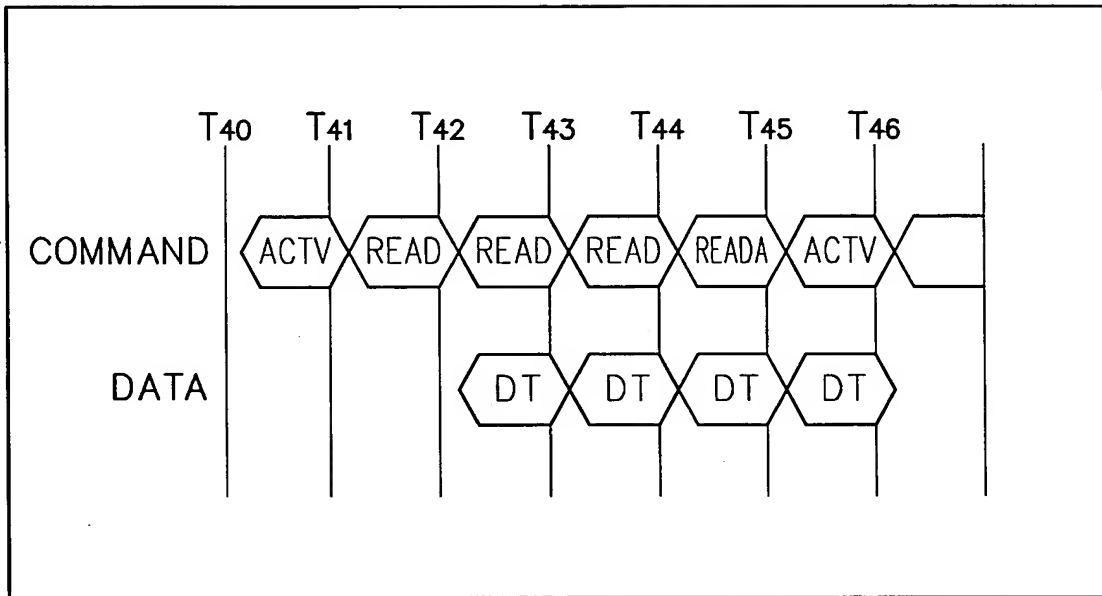 T40 T41 T42 T43 T44 T45 T46
COMMAND ACTV READ READ READ READA ACTV
DATA DT DT DT DT